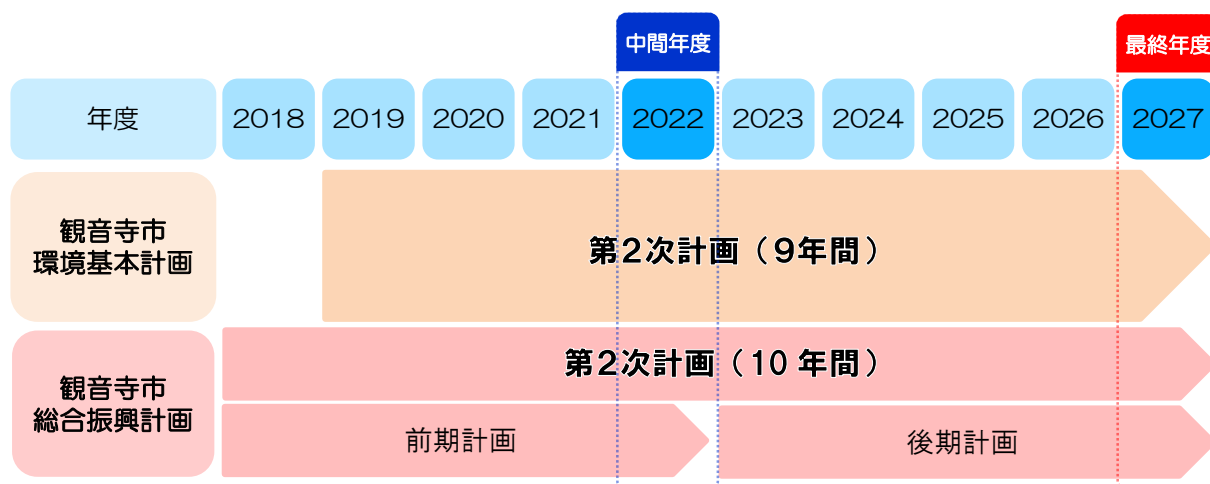 中間年度
最終年度
年度
2018
2019
2020
2021
2022
2023
2024
2025
2026
2027
観音寺市
環境基本計画
第2次計画（9年間）
観音寺市
総合振興計画
第2次計画（10年間）
前期計画
後期計画